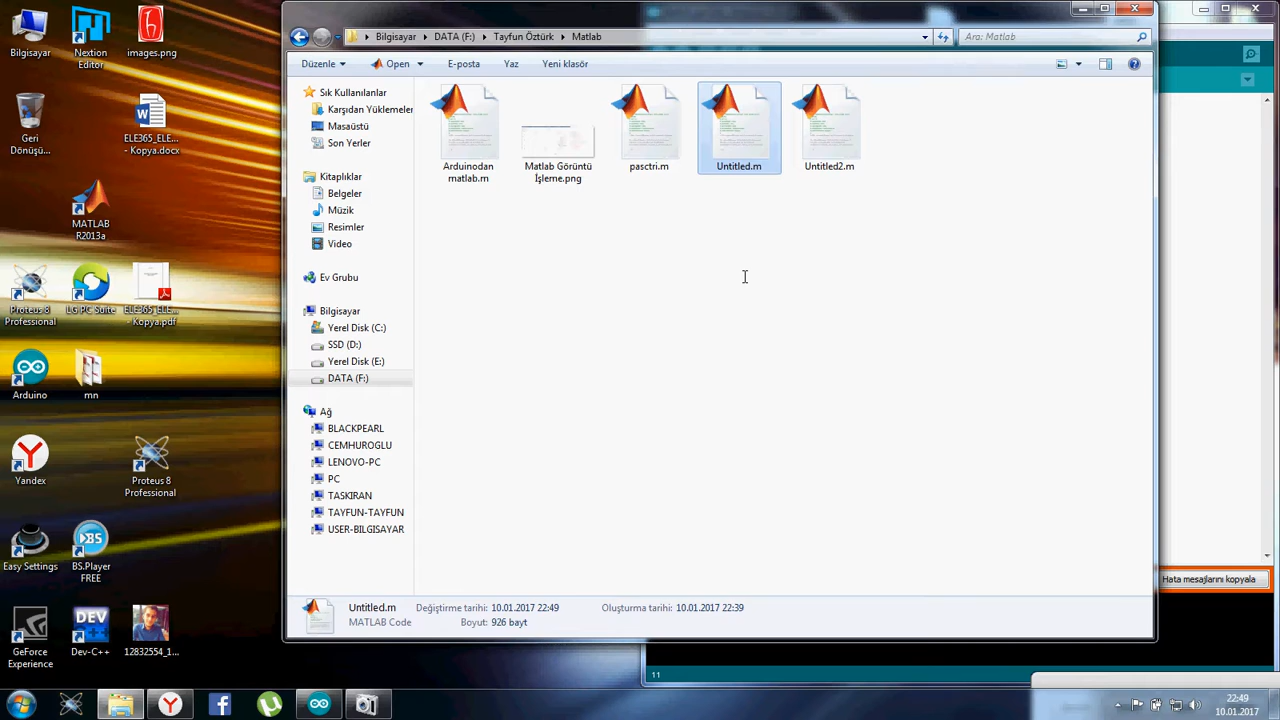 Bilgisayar
Nextion
Editor
images.png
Geri
Dönüşü...
ELE365_ELE...
- Kopya.docx
MATLAB
R2013a
Proteus 8
Professional
LG PC Suite
ELE365_ELE...
- Kopya.pdf
Arduino
mn
Yandex
Proteus 8
Professional
Easy Settings
BS.Player
FREE
GeForce
Experience
Dev-C++
12832554_1...
Bilgisayar
DATA (F:)
Tayfun Öztürk
Matlab
Ara: Matlab
Düzenle
Open
E-posta
Yaz
Yeni klasör
Sık Kullanılanlar
Karşıdan Yüklemeler
Masaüstü
Son Yerler
Kitaplıklar
Belgeler
Müzik
Resimler
Video
Ev Grubu
Bilgisayar
Yerel Disk (C:)
SSD (D:)
Yerel Disk (E:)
DATA (F:)
Ağ
BLACKPEARL
CEMHUROGLU
LENOVO-PC
PC
TASKIRAN
TAYFUN-TAYFUN
USER-BILGISAYAR
Arduinodan
matlab.m
Matlab Görüntü
İşleme.png
pasctri.m
Untitled.m
Untitled2.m
Untitled.m
Değiştirme tarihi: 10.01.2017 22:49
Oluşturma tarihi: 10.01.2017 22:39
MATLAB Code
Boyut: 926 bayt
Hata mesajlarını kopyala
11
22:49
10.01.2017